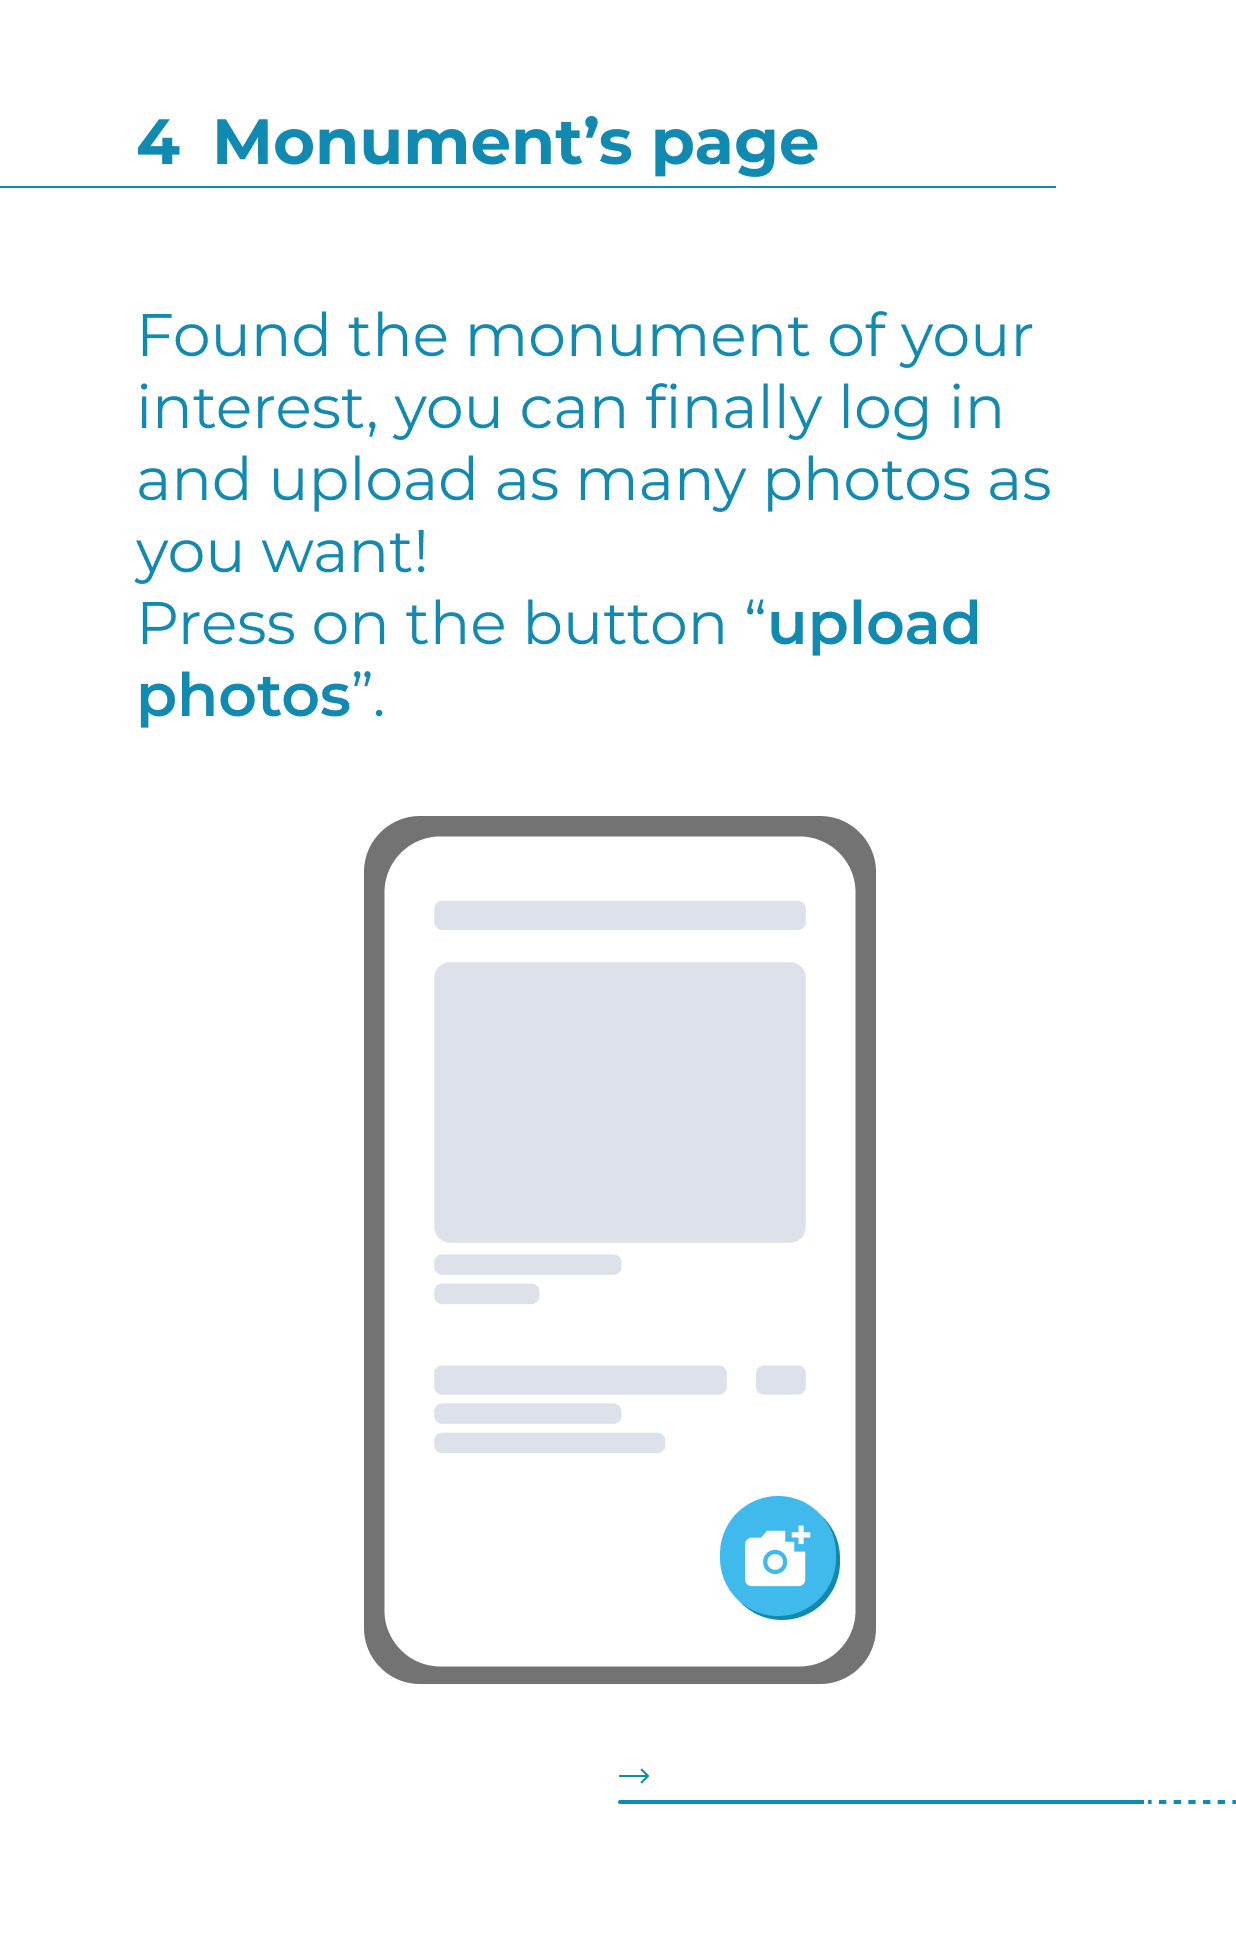 4 Monument’s page
Found the monument of your
interest, you can finally log in
and upload as many photos as
you want!
Press on the button “upload
photos”.